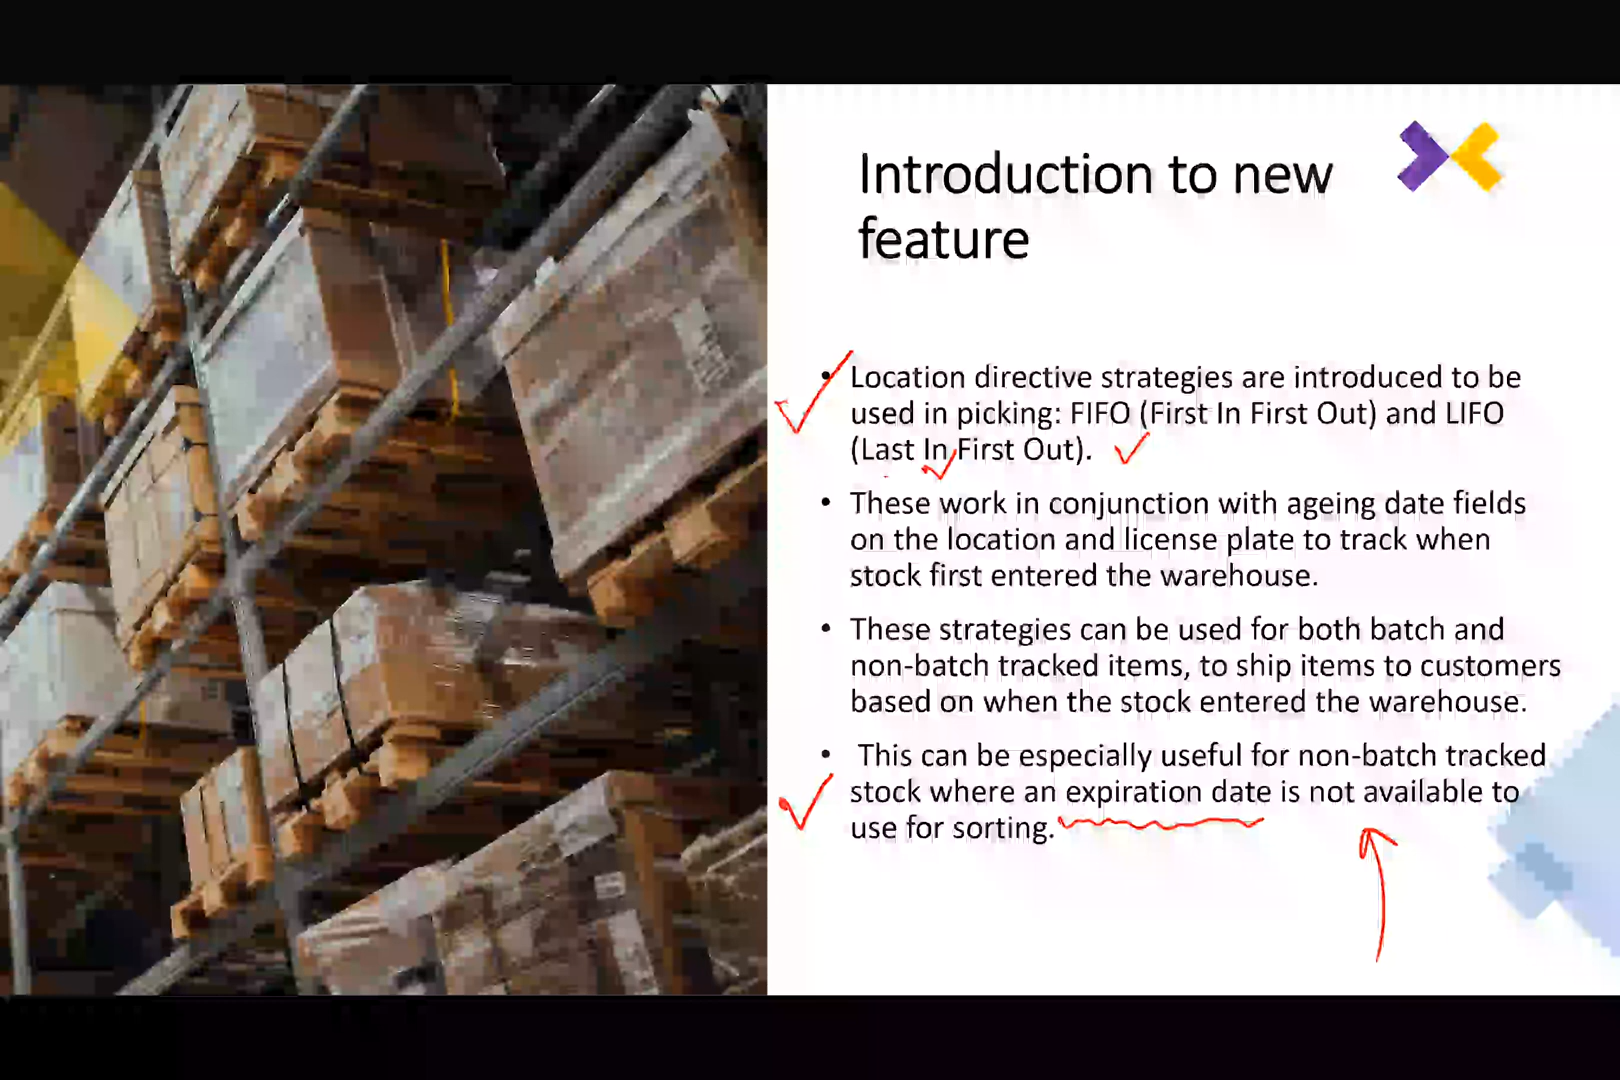 Introduction to new
feature
• Location directive strategies are introduced to be
used in picking: FIFO (First In First Out) and LIFO
(Last In First Out).
• These work in conjunction with ageing date fields
on the location and license plate to track when
stock first entered the warehouse.
• These strategies can be used for both batch and
non-batch tracked items, to ship items to customers
based on when the stock entered the warehouse.
• This can be especially useful for non-batch tracked
stock where an expiration date is not available to
use for sorting.